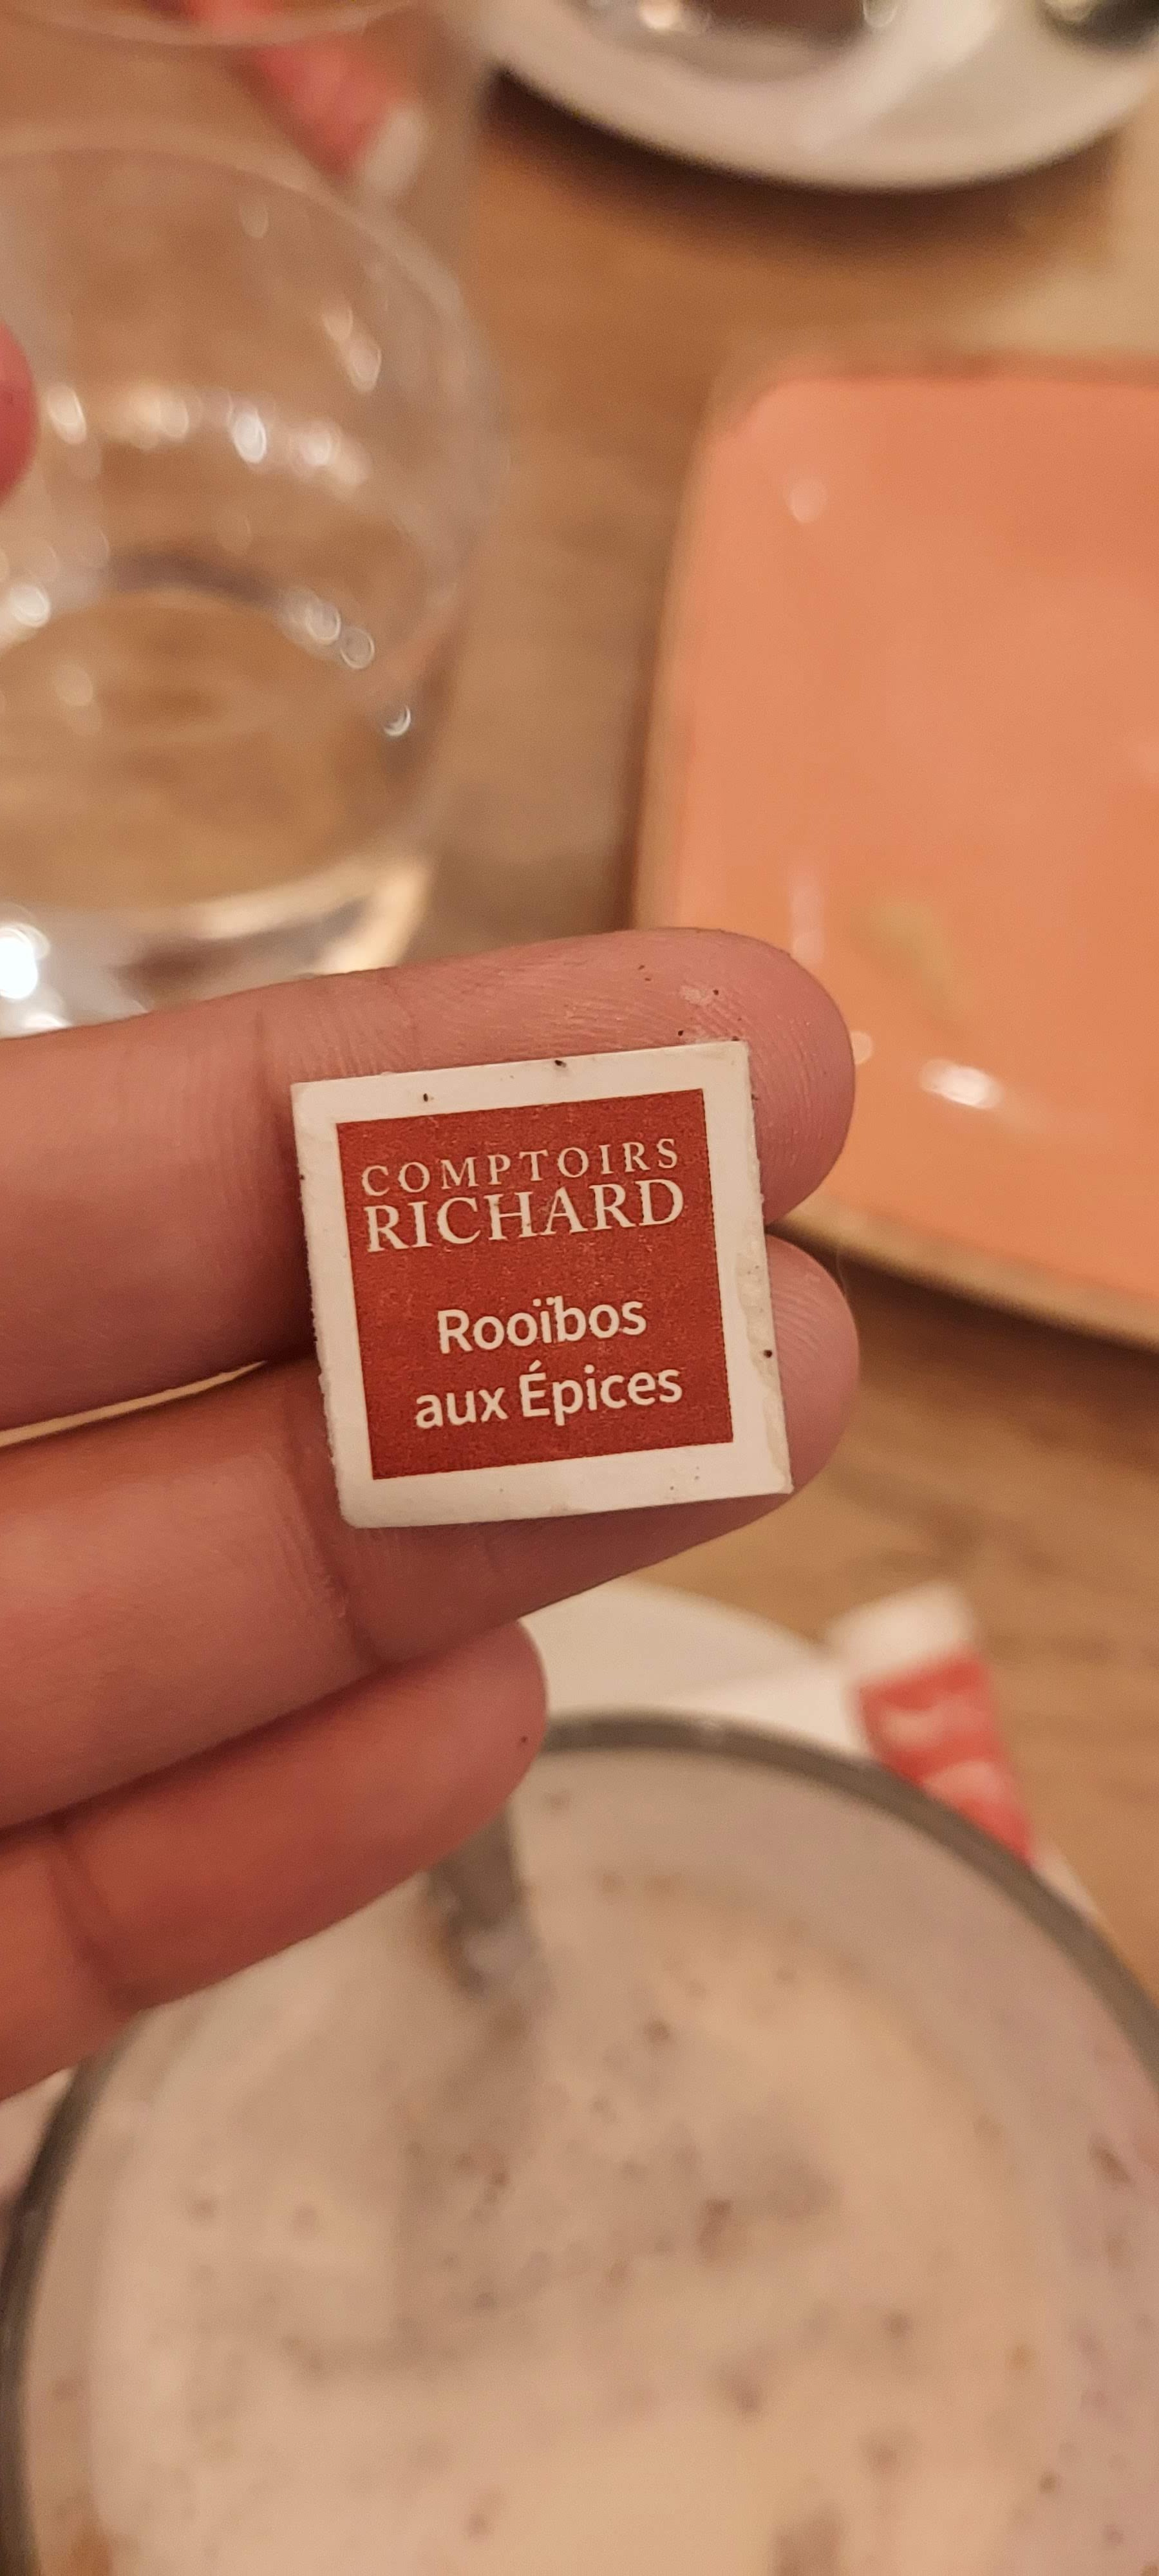 COMPTOIRS
RICHARD
Rooïbos
aux Épices